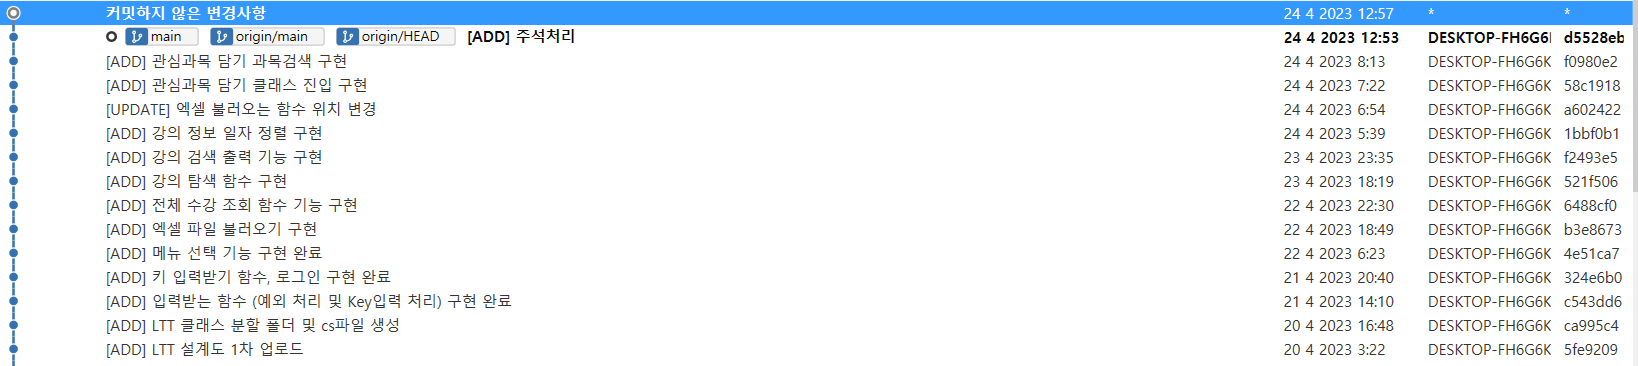 커밋하지 않은 변경사항 24 4 2023 12:57 * *
main origin/main origin/HEAD [ADD] 주석처리 24 4 2023 12:53 DESKTOP-FH6G6I d5528eb
[ADD] 관심과목 담기 과목검색 구현 24 4 2023 8:13 DESKTOP-FH6G6K f0980e2
[ADD] 관심과목 담기 클래스 진입 구현 24 4 2023 7:22 DESKTOP-FH6G6K 58c1918
[UPDATE] 엑셀 불러오는 함수 위치 변경 24 4 2023 6:54 DESKTOP-FH6G6K a602422
[ADD] 강의 정보 일자 정렬 구현 24 4 2023 5:39 DESKTOP-FH6G6K 1bbf0b1
[ADD] 강의 검색 출력 기능 구현 23 4 2023 23:35 DESKTOP-FH6G6K f2493e5
[ADD] 강의 탐색 함수 구현 23 4 2023 18:19 DESKTOP-FH6G6K 521f506
[ADD] 전체 수강 조회 함수 기능 구현 22 4 2023 22:30 DESKTOP-FH6G6K 6488cf0
[ADD] 엑셀 파일 불러오기 구현 22 4 2023 18:49 DESKTOP-FH6G6K b3e8673
[ADD] 메뉴 선택 기능 구현 완료 22 4 2023 6:23 DESKTOP-FH6G6K 4e51ca7
[ADD] 키 입력받기 함수, 로그인 구현 완료 21 4 2023 20:40 DESKTOP-FH6G6K 324e6b0
[ADD] 입력받는 함수 (예외 처리 및 Key입력 처리) 구현 완료 21 4 2023 14:10 DESKTOP-FH6G6K c543dd6
[ADD] LTT 클래스 분할 폴더 및 cs파일 생성 20 4 2023 16:48 DESKTOP-FH6G6K ca995c4
[ADD] LTT 설계도 1차 업로드 20 4 2023 3:22 DESKTOP-FH6G6K 5fe9209